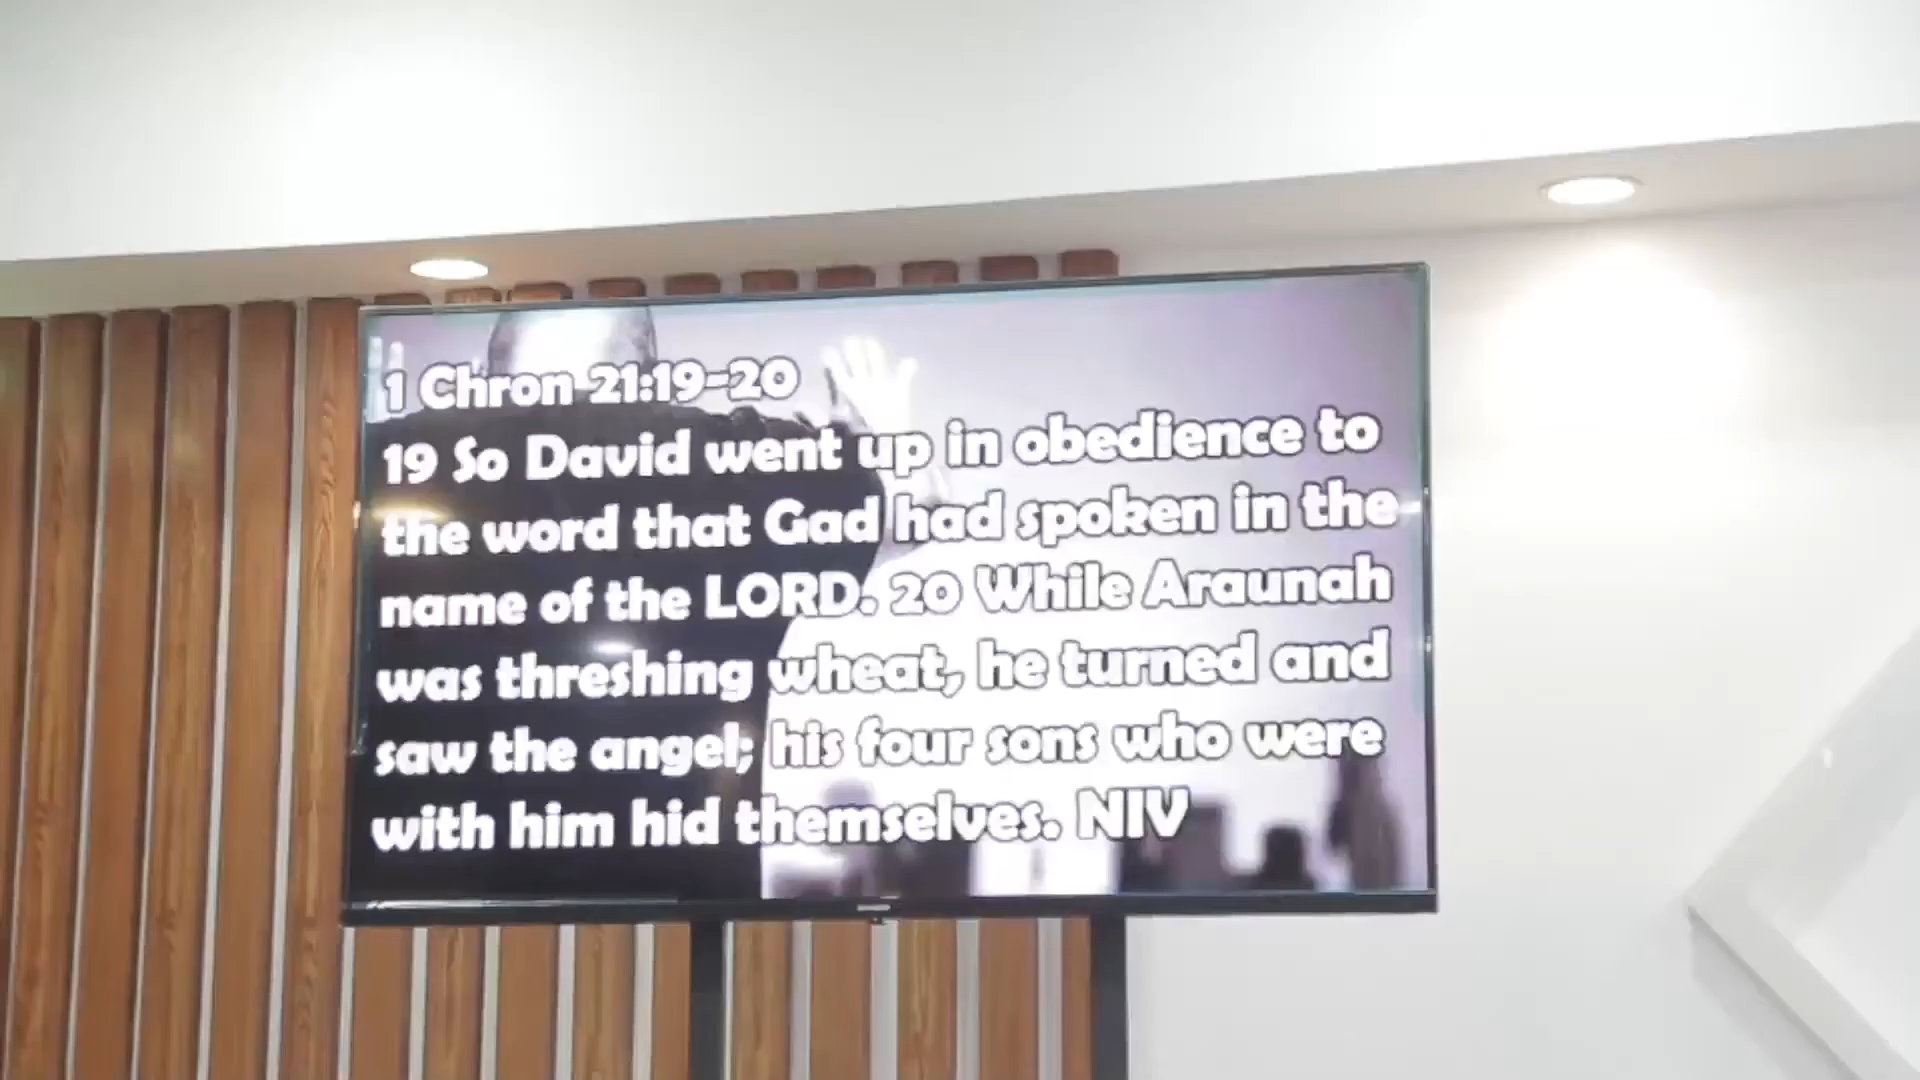 1 Chron 21:19-20
19 So David went up in obedience to
the word that Gad had spoken in the
name of the LORD. 20 While Araunah
was threshing wheat, he turned and
saw the angel; his four sons who were
with him hid themselves. NIV